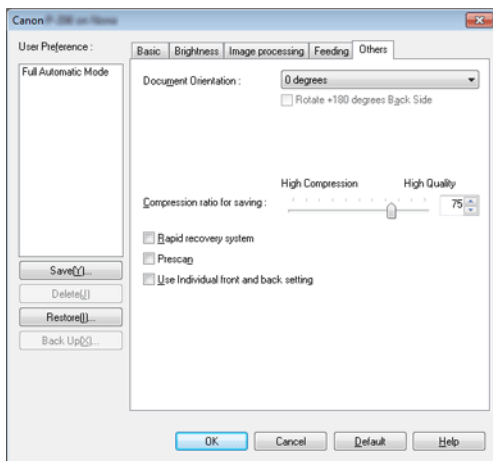 Canon
User Preference :
Full Automatic Mode
Save(Y)...
Delete(J)
Restore(I)...
Back Up(X)...
Basic Brightness Image processing Feeding Others
Document Orientation : 0 degrees
Rotate +180 degrees Back Side
High Compression High Quality
Compression ratio for saving : 75
Rapid recovery system
Prescan
Use Individual front and back setting
OK Cancel Default Help